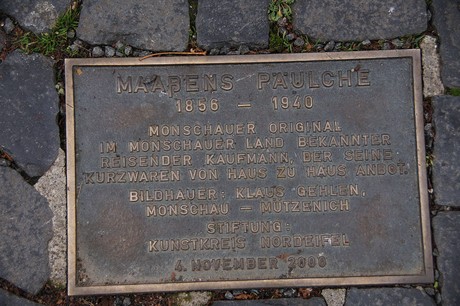 MAAßENS PÄULCHE
1856 – 1940
MONSCHAUER ORIGINAL
IM MONSCHAUER LAND BEKANNTER
REISENDER KAUFMANN, DER SEINE
KURZWAREN VON HAUS ZU HAUS ANBOT.
BILDHAUER: KLAUS GEHLEN,
MONSCHAU – MÜTZENICH
STIFTUNG:
KUNSTKREIS NORDEIFEL
4. NOVEMBER